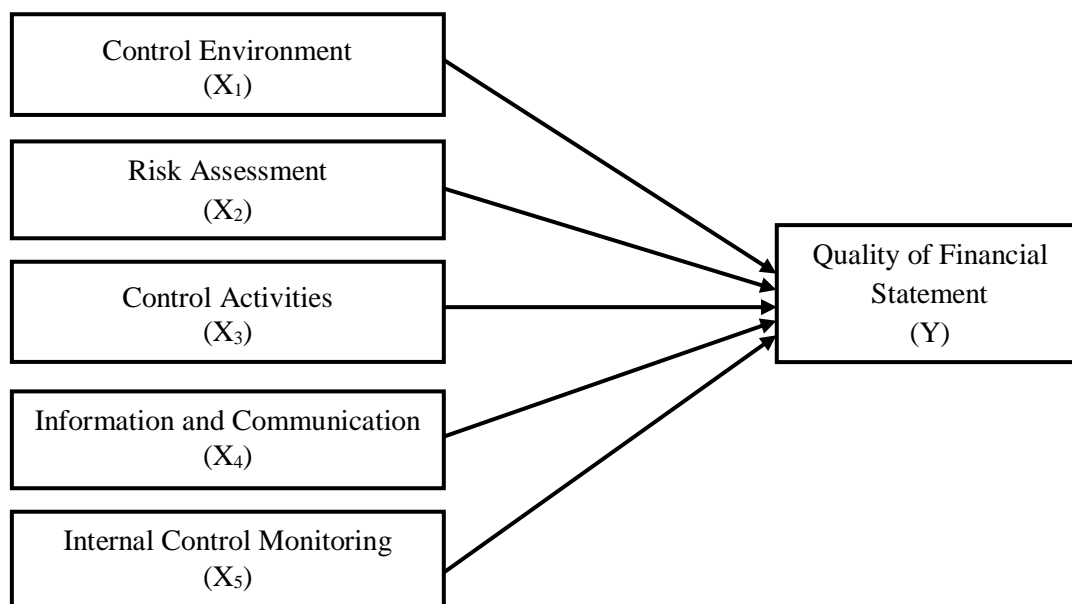 Control Environment
(X₁)
Risk Assessment
(X₂)
Control Activities
(X₃)
Information and Communication
(X₄)
Internal Control Monitoring
(X₅)
Quality of Financial
Statement
(Y)